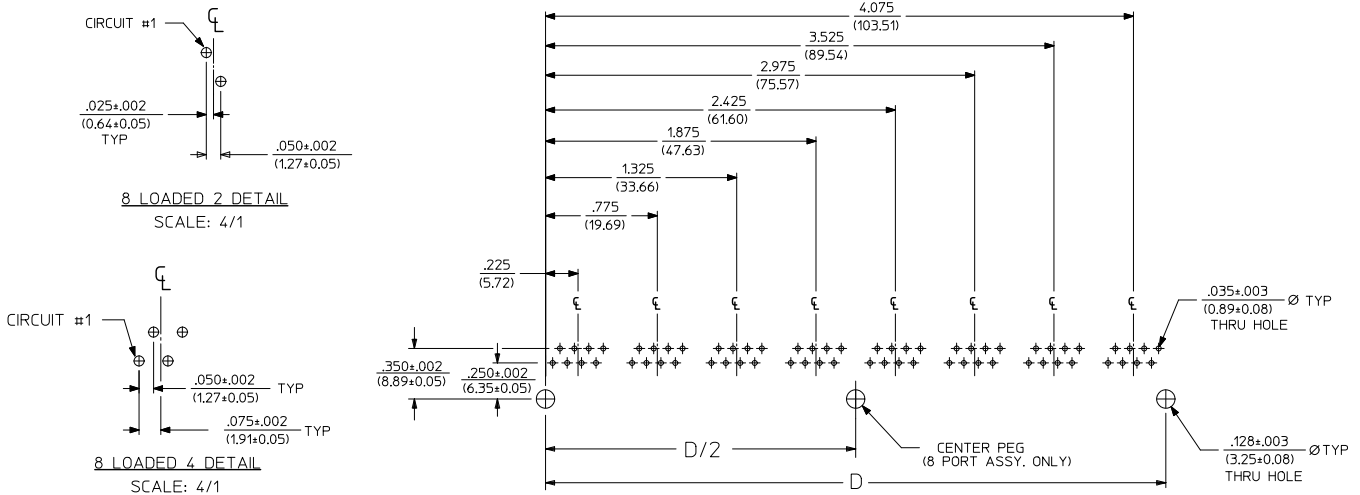 CIRCUIT #1
℄
.025±.002
(0.64±0.05)
TYP
.050±.002
(1.27±0.05)
8 LOADED 2 DETAIL
SCALE: 4/1
℄
CIRCUIT #1
.050±.002
(1.27±0.05)
TYP
.075±.002
(1.91±0.05)
TYP
8 LOADED 4 DETAIL
SCALE: 4/1
4.075
(103.51)
3.525
(89.54)
2.975
(75.57)
2.425
(61.60)
1.875
(47.63)
1.325
(33.66)
.775
(19.69)
.225
(5.72)
℄ ℄ ℄ ℄ ℄ ℄ ℄ ℄
.035±.003
(0.89±0.08)
Ø TYP
THRU HOLE
.350±.002
(8.89±0.05)
.250±.002
(6.35±0.05)
D/2
CENTER PEG
(8 PORT ASSY. ONLY)
D
.128±.003
(3.25±0.08)
Ø TYP
THRU HOLE